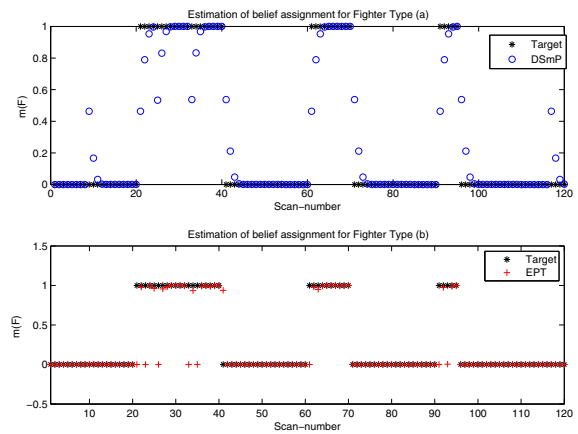 Estimation of belief assignment for Fighter Type (a)
1
0.8
0.6
0.4
0.2
0
m(F)
Target
DSmP
0 20 40 60 80 100 120
Scan-number
Estimation of belief assignment for Fighter Type (b)
1.5
1
0.5
0
-0.5
m(F)
Target
EPT
10 20 30 40 50 60 70 80 90 100 110 120
Scan-number